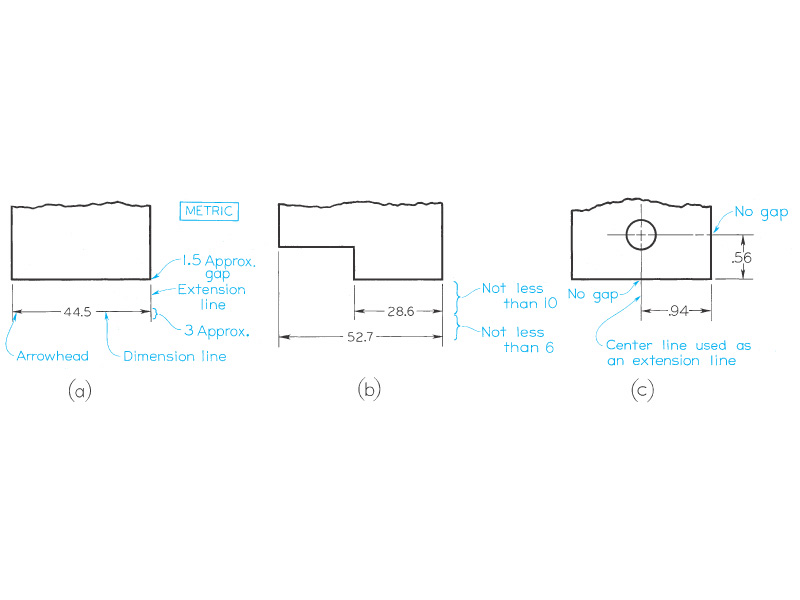 METRIC
1.5 Approx.
gap
Extension
line
44.5
3 Approx.
Arrowhead
Dimension line
(a)
Not less
than 10
28.6
Not less
than 6
52.7
(b)
No gap
.56
No gap
.94
Center line used as
an extension line
(c)